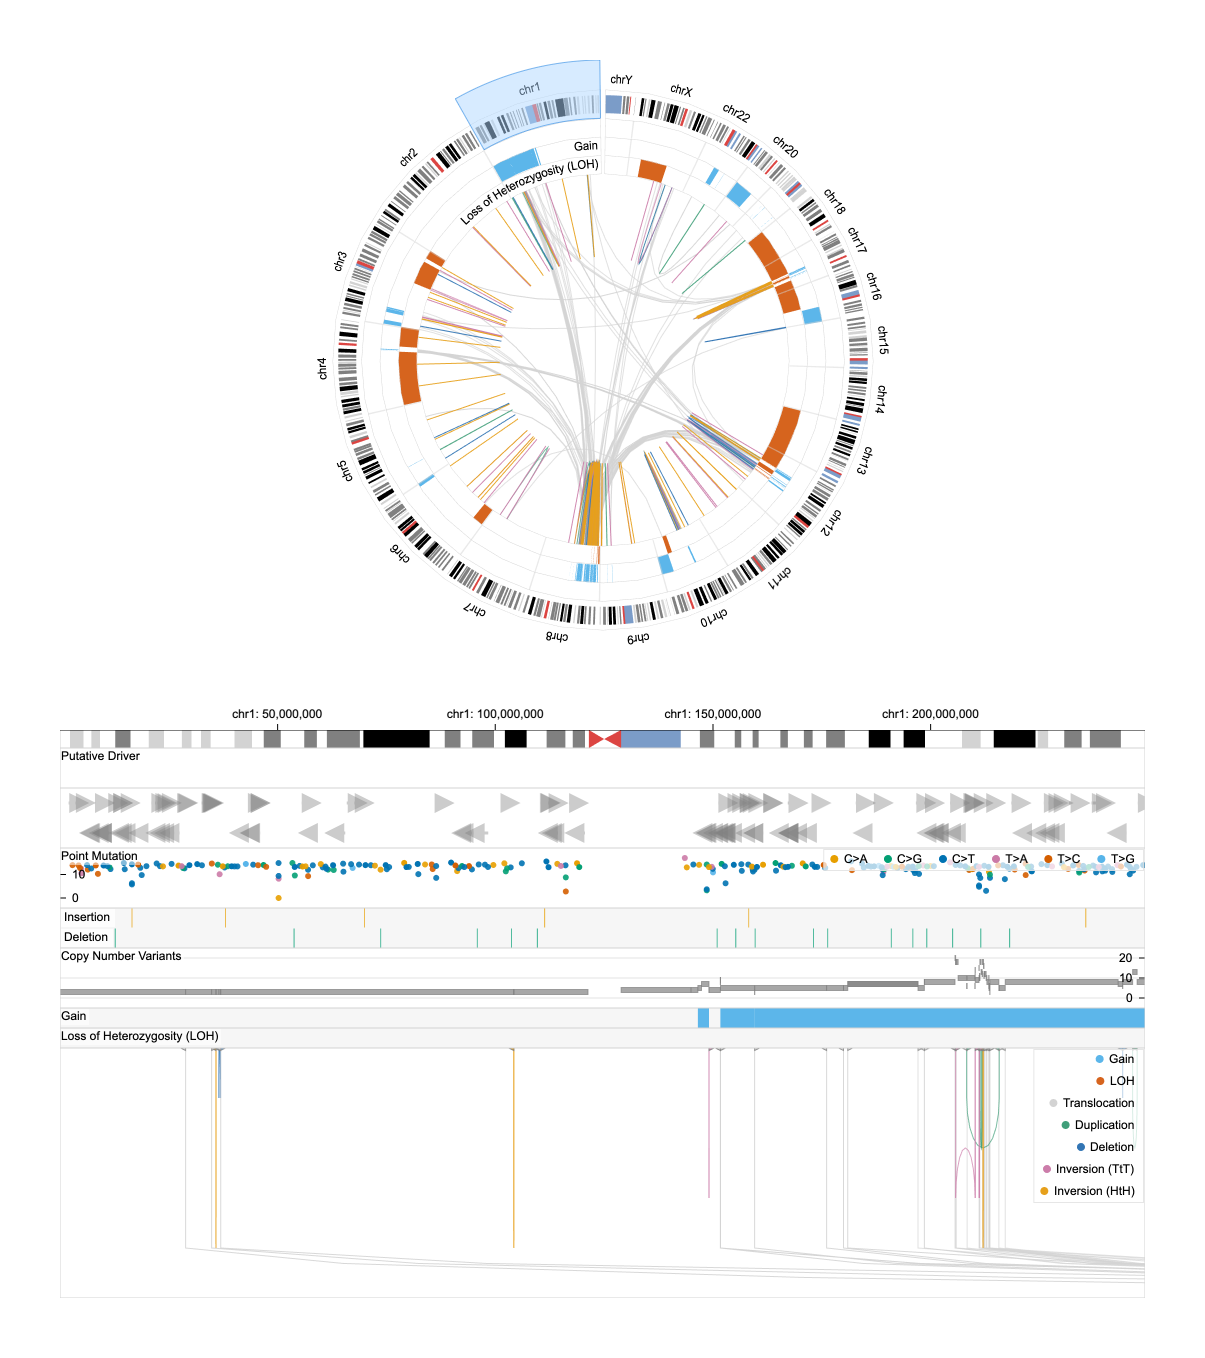 chr1
chrY
chrX
chr22
chr20
chr18
chr17
chr16
chr15
chr14
chr13
chr12
chr11
chr10
chr9
chr8
chr7
chr6
chr5
chr4
chr3
chr2
Gain
Loss of Heterozygosity (LOH)
chr1: 50,000,000 chr1: 100,000,000 chr1: 150,000,000 chr1: 200,000,000
Putative Driver
Point Mutation
C>A C>G C>T T>A T>C T>G
10
0
Insertion
Deletion
Copy Number Variants
20
10
0
Gain
Loss of Heterozygosity (LOH)
Gain
LOH
Translocation
Duplication
Deletion
Inversion (TtT)
Inversion (HtH)